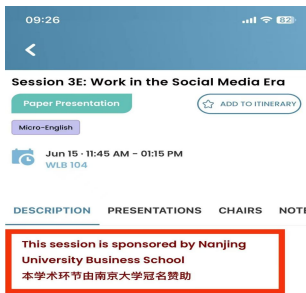 09:26
82
Session 3E: Work in the Social Media Era
Paper Presentation
ADD TO ITINERARY
Micro-English
Jun 15 · 11:45 AM - 01:15 PM
WLB 104
DESCRIPTION PRESENTATIONS CHAIRS NOTI
This session is sponsored by Nanjing
University Business School
本学术环节由南京大学冠名赞助